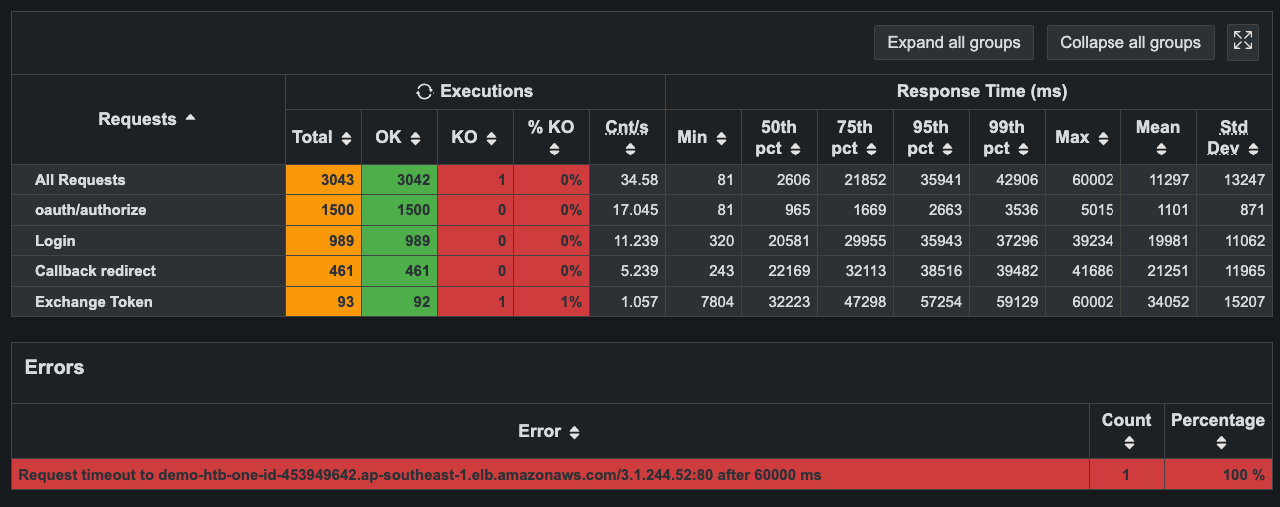 Expand all groups Collapse all groups
Requests Executions Response Time (ms)
Total OK KO % KO Cnt/s Min 50th pct 75th pct 95th pct 99th pct Max Mean Std Dev
All Requests 3043 3042 1 0% 34.58 81 2606 21852 35941 42906 60002 11297 13247
oauth/authorize 1500 1500 0 0% 17.045 81 965 1669 2663 3536 5015 1101 871
Login 989 989 0 0% 11.239 320 20581 29955 35943 37296 39234 19981 11062
Callback redirect 461 461 0 0% 5.239 243 22169 32113 38516 39482 41686 21251 11965
Exchange Token 93 92 1 1% 1.057 7804 32223 47298 57254 59129 60002 34052 15207
Errors
Error Count Percentage
Request timeout to demo-htb-one-id-453949642.ap-southeast-1.elb.amazonaws.com/3.1.244.52:80 after 60000 ms 1 100 %